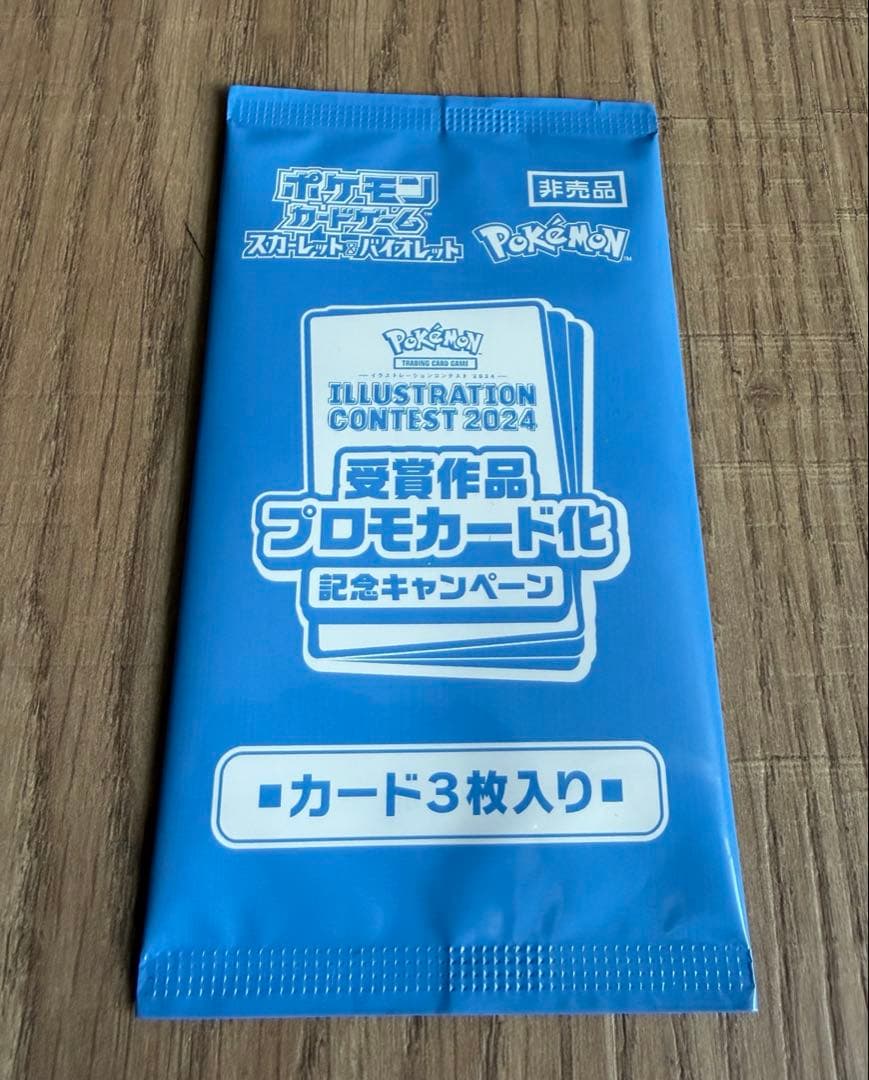 ポケモン
カードゲーム™
スカーレット&バイオレット
非売品
POKéMON™
POKéMON
TRADING CARD GAME
イラストレーションコンテスト 2024
ILLUSTRATION
CONTEST 2024
受賞作品
プロモカード化
記念キャンペーン
■カード3枚入り■